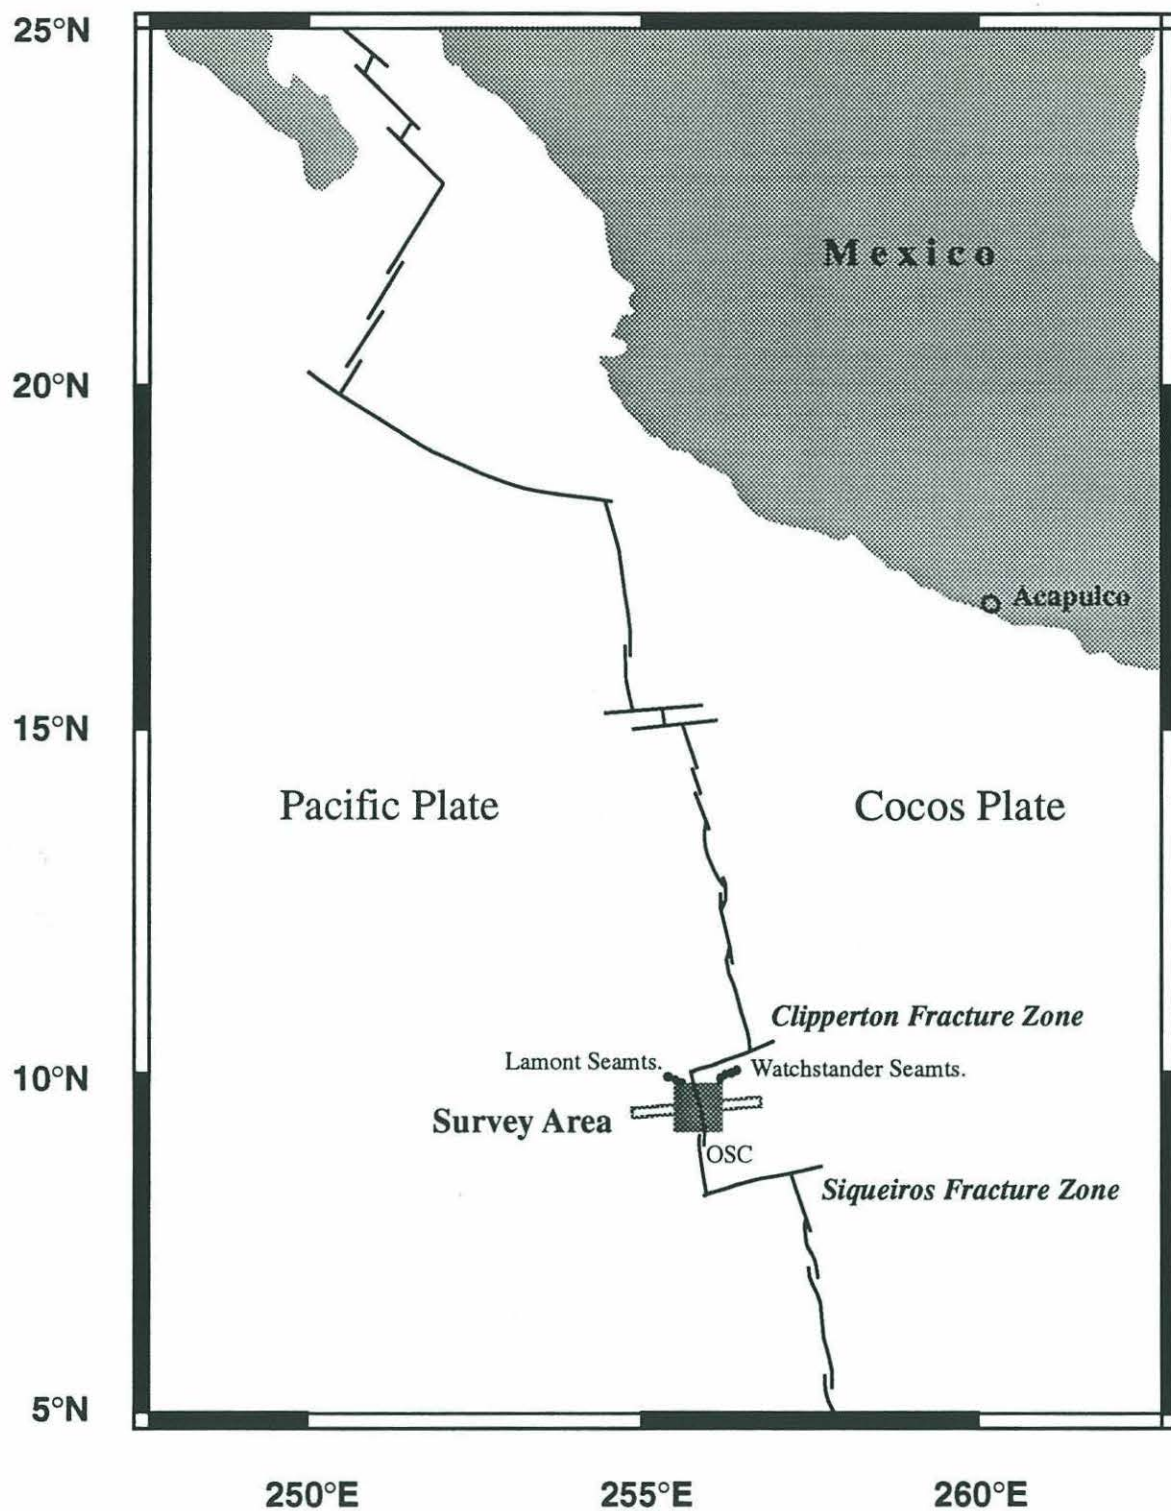 25°N
Mexico
20°N
Acapulco
15°N
Pacific Plate
Cocos Plate
Clipperton Fracture Zone
10°N
Lamont Seamts.
Watchstander Seamts.
Survey Area
OSC
Siqueiros Fracture Zone
5°N
250°E
255°E
260°E